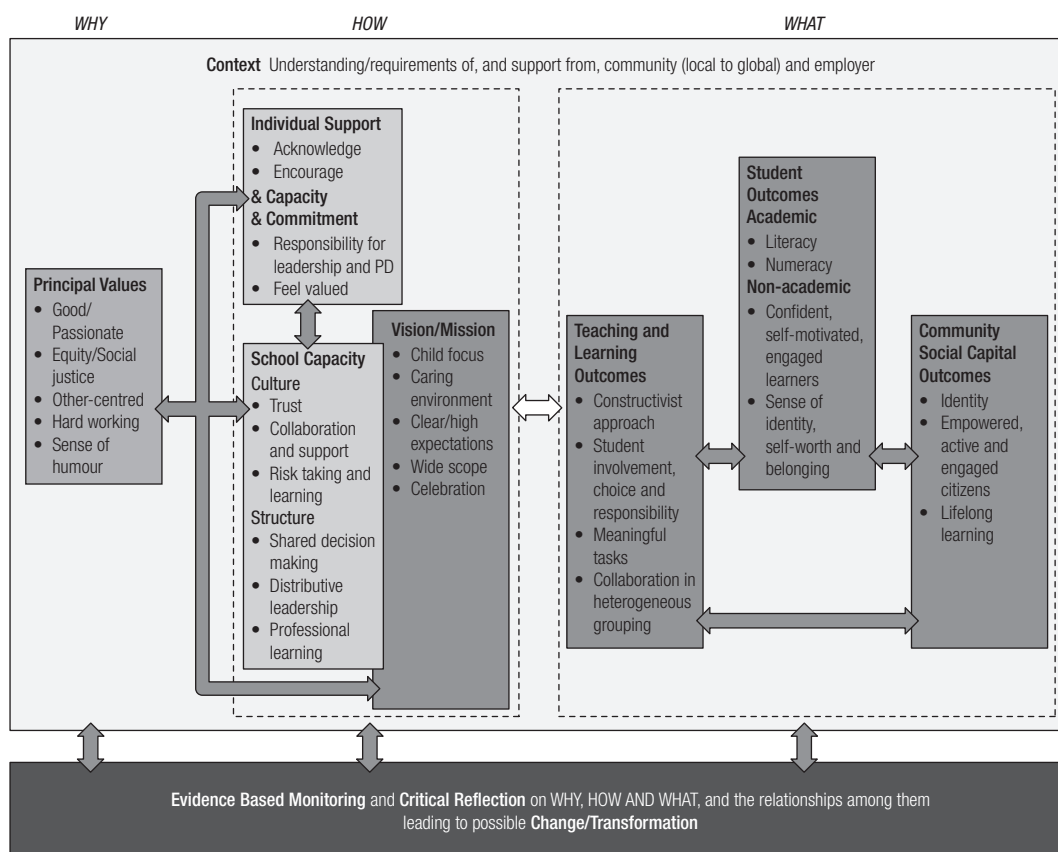 WHY
HOW
WHAT
Context Understanding/requirements of, and support from, community (local to global) and employer
Principal Values
• Good/
Passionate
• Equity/Social
justice
• Other-centred
• Hard working
• Sense of
humour
Individual Support
• Acknowledge
• Encourage
& Capacity
& Commitment
• Responsibility for
leadership and PD
• Feel valued
School Capacity
Culture
• Trust
• Collaboration
and support
• Risk taking and
learning
Structure
• Shared decision
making
• Distributive
leadership
• Professional
learning
Vision/Mission
• Child focus
• Caring
environment
• Clear/high
expectations
• Wide scope
• Celebration
Teaching and
Learning
Outcomes
• Constructivist
approach
• Student
involvement,
choice and
responsibility
• Meaningful
tasks
• Collaboration in
heterogeneous
grouping
Student
Outcomes
Academic
• Literacy
• Numeracy
Non-academic
• Confident,
self-motivated,
engaged
learners
• Sense of
identity,
self-worth and
belonging
Community
Social Capital
Outcomes
• Identity
• Empowered,
active and
engaged
citizens
• Lifelong
learning
Evidence Based Monitoring and Critical Reflection on WHY, HOW AND WHAT, and the relationships among them
leading to possible Change/Transformation